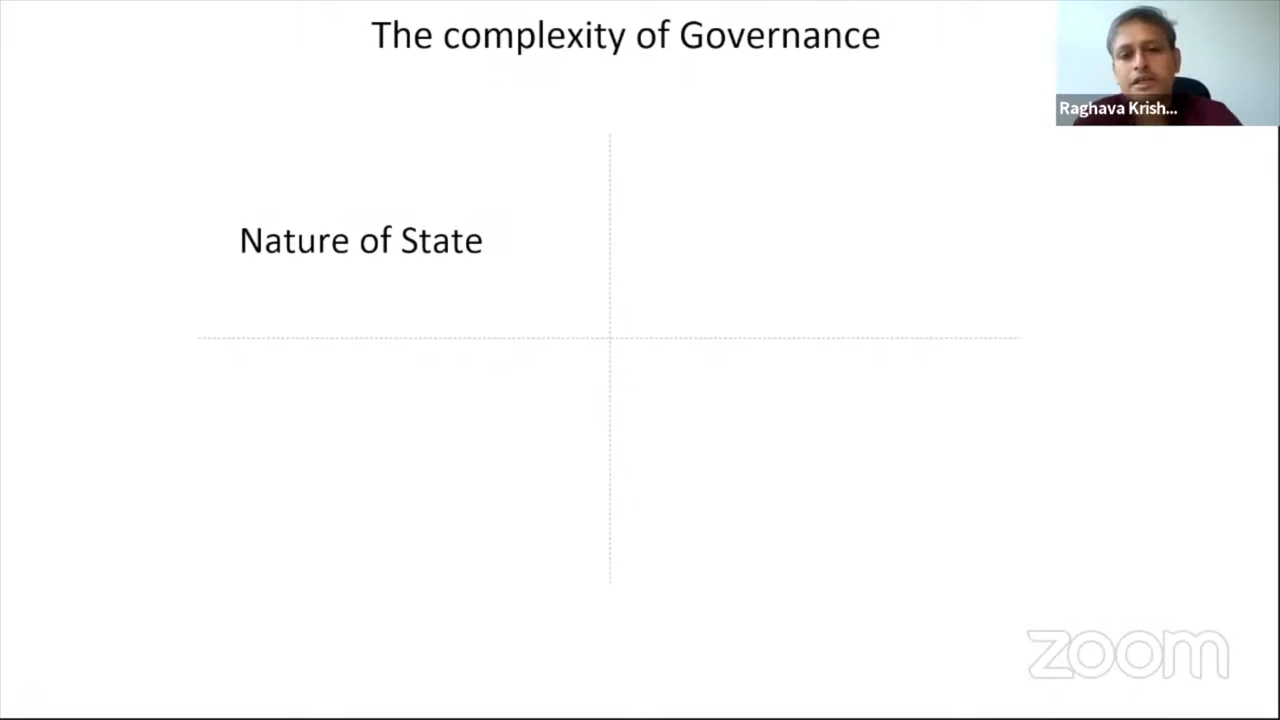 The complexity of Governance
Raghava Krish...
Nature of State
zoom